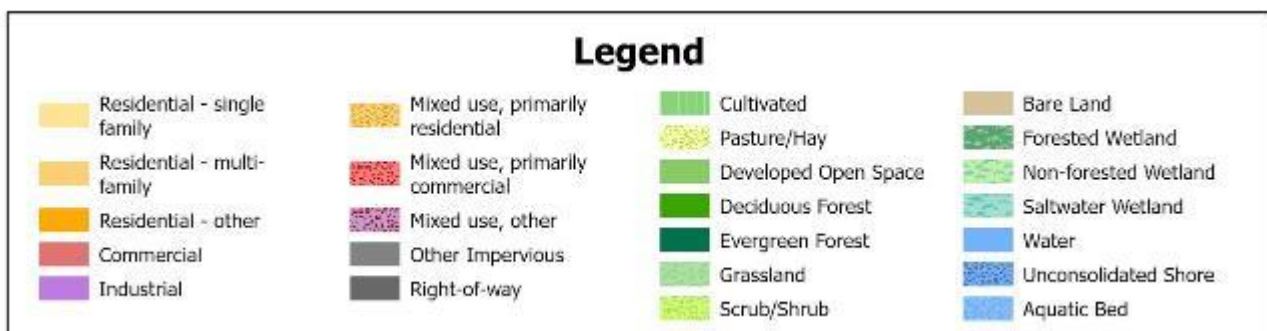 Legend
Residential - single
family
Residential - multi-
family
Residential - other
Commercial
Industrial
Mixed use, primarily
residential
Mixed use, primarily
commercial
Mixed use, other
Other Impervious
Right-of-way
Cultivated
Pasture/Hay
Developed Open Space
Deciduous Forest
Evergreen Forest
Grassland
Scrub/Shrub
Bare Land
Forested Wetland
Non-forested Wetland
Saltwater Wetland
Water
Unconsolidated Shore
Aquatic Bed